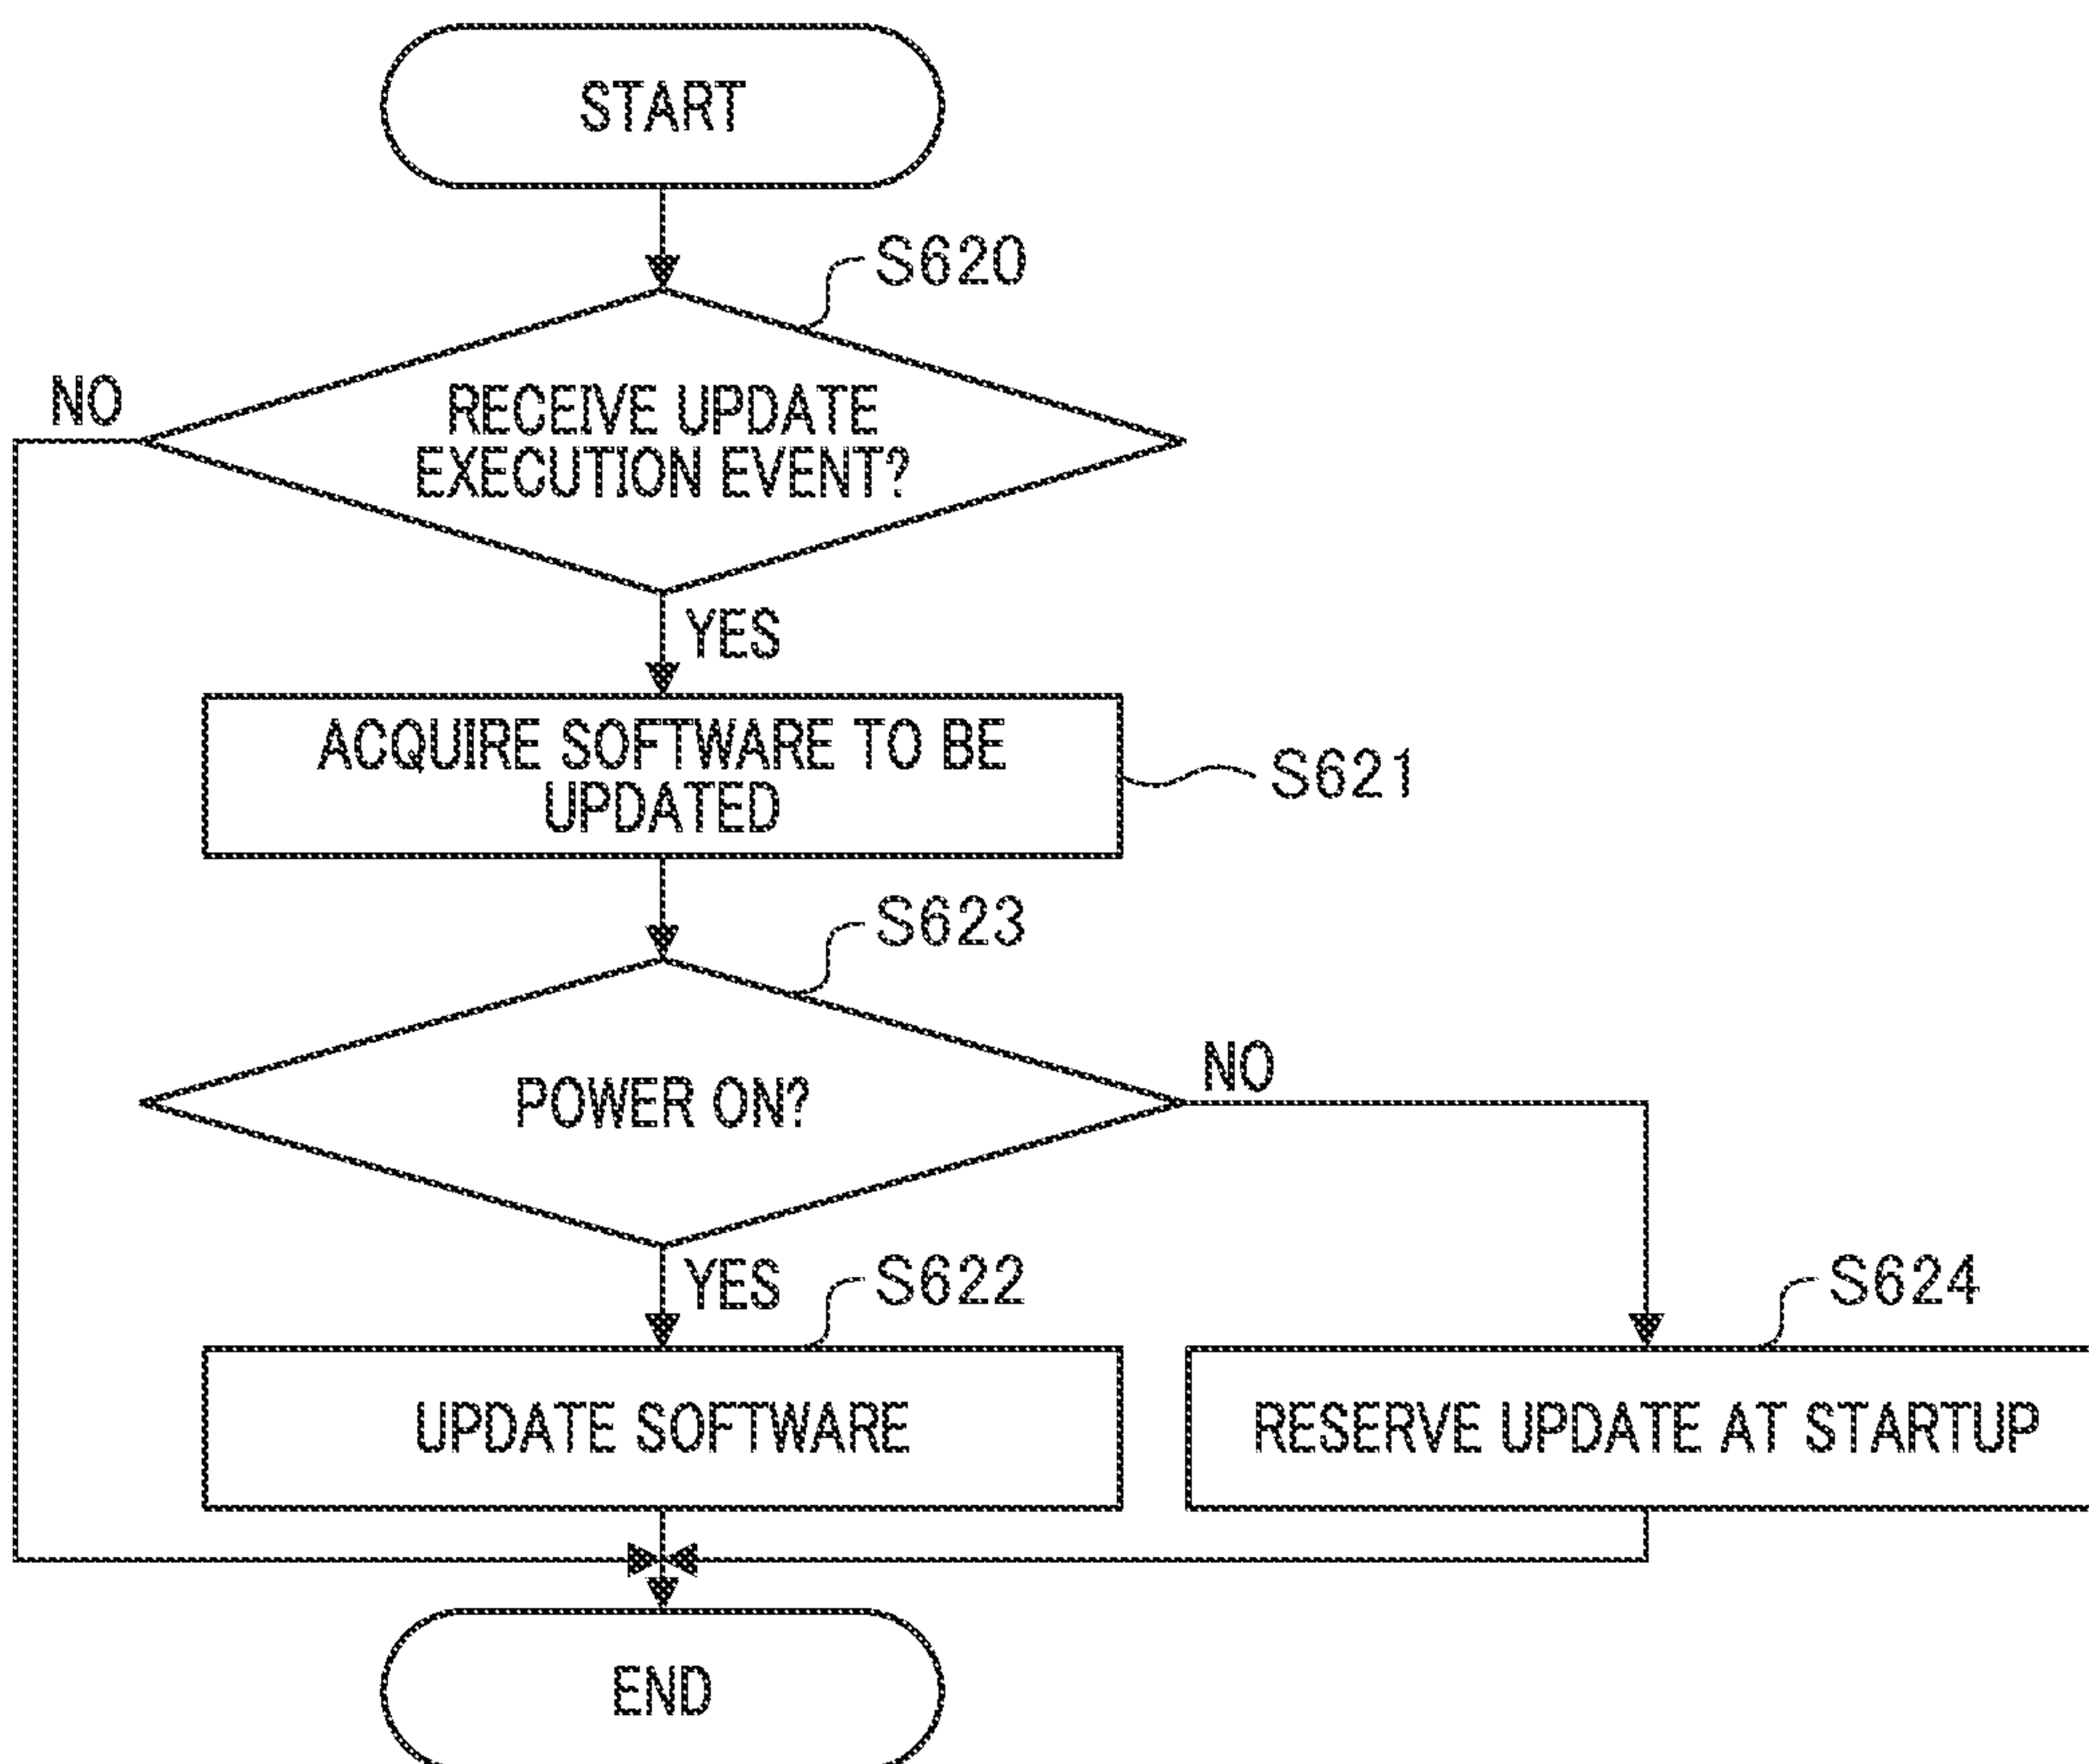 START
S620
NO
RECEIVE UPDATE
EXECUTION EVENT?
YES
ACQUIRE SOFTWARE TO BE
UPDATED
S621
S623
POWER ON?
NO
YES
S622
S624
UPDATE SOFTWARE
RESERVE UPDATE AT STARTUP
END